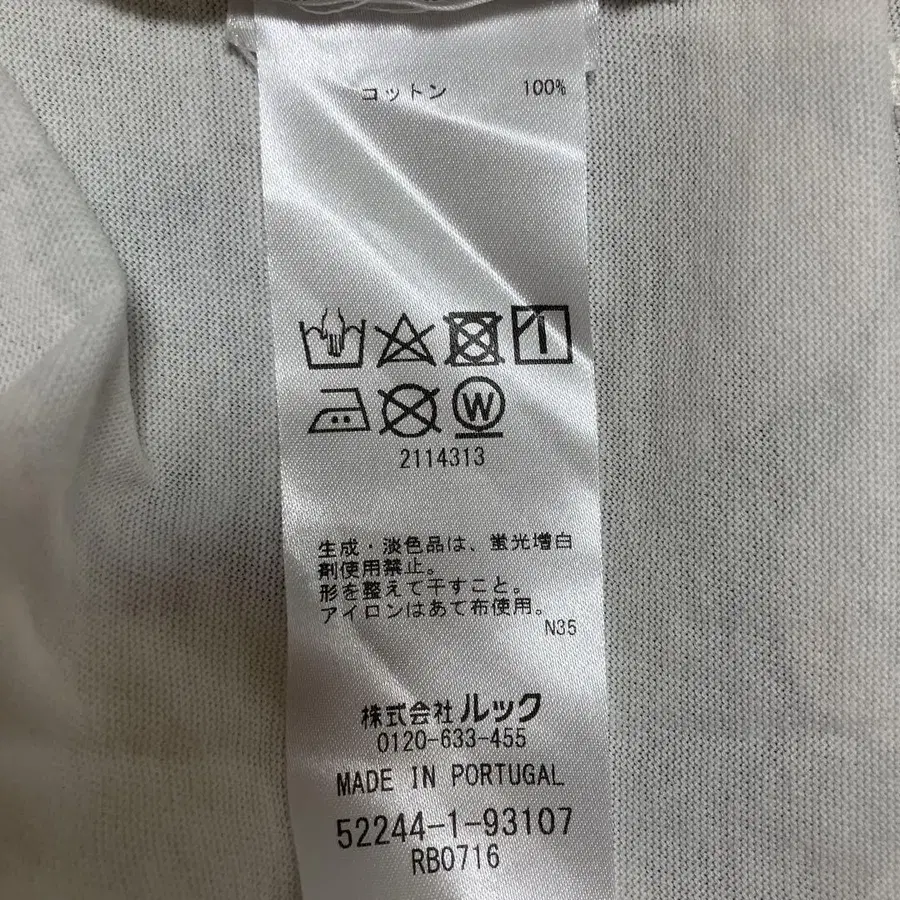 コットン 100%
W
2114313
生成・淡色品は、蛍光増白
剤使用禁止。
形を整えて干すこと。
アイロンはあて布使用。
N35
株式会社ルック
0120-633-455
MADE IN PORTUGAL
52244-1-93107
RB0716